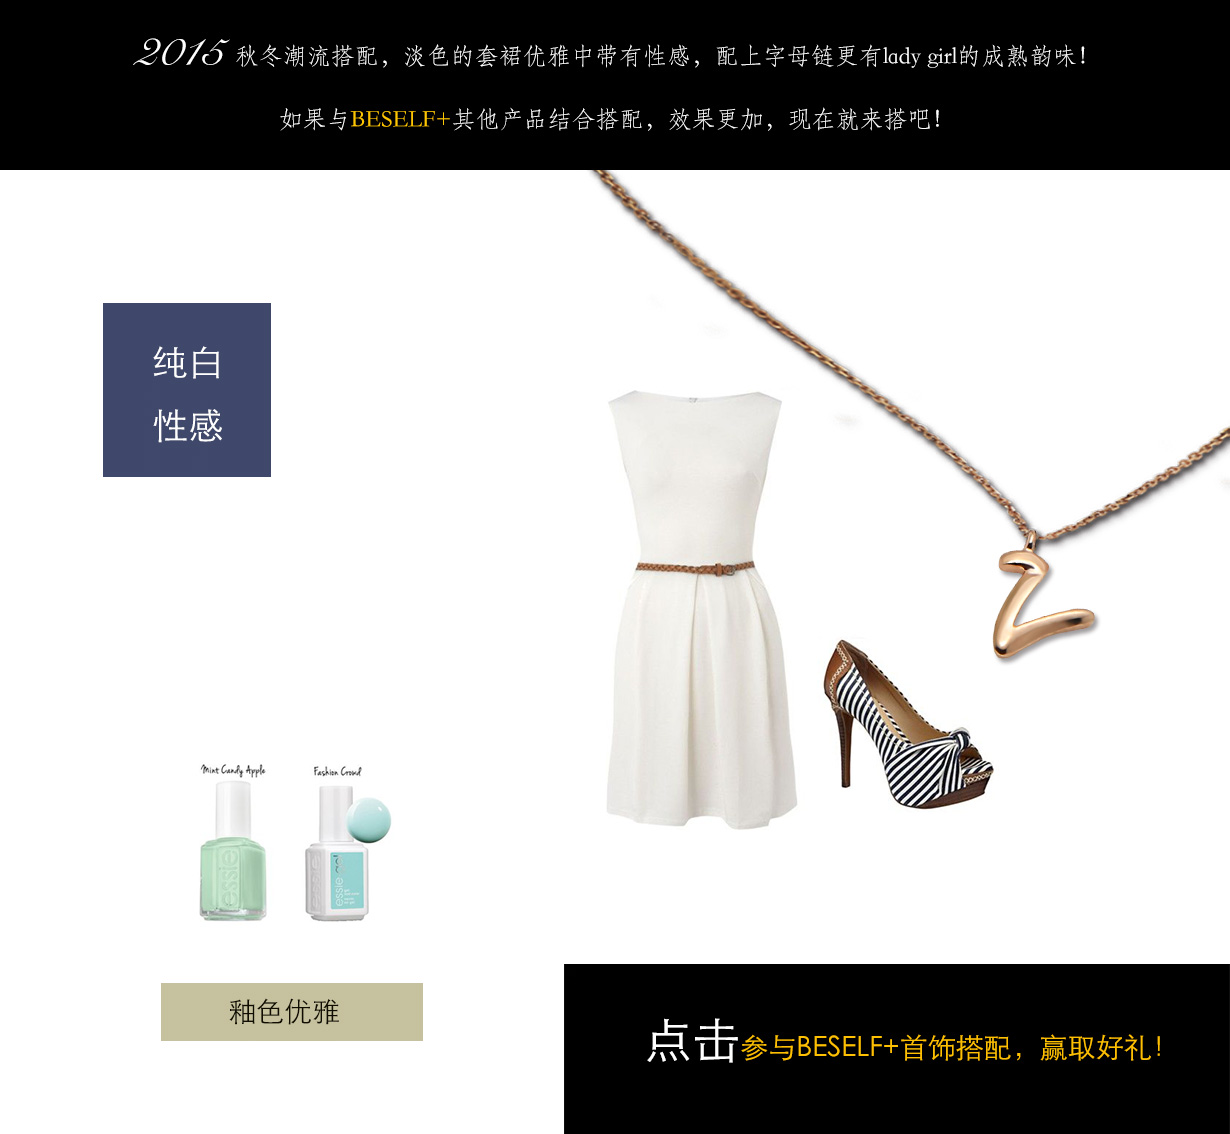 2015 秋冬潮流搭配，淡色的套裙优雅中带有性感，配上字母链更有lady girl的成熟韵味！
如果与BESELF+其他产品结合搭配，效果更加，现在就来搭吧！
纯白
性感
Mint Candy Apple
Fashion Crowd
essie
essie gel
釉色优雅
点击参与BESELF+首饰搭配，赢取好礼！